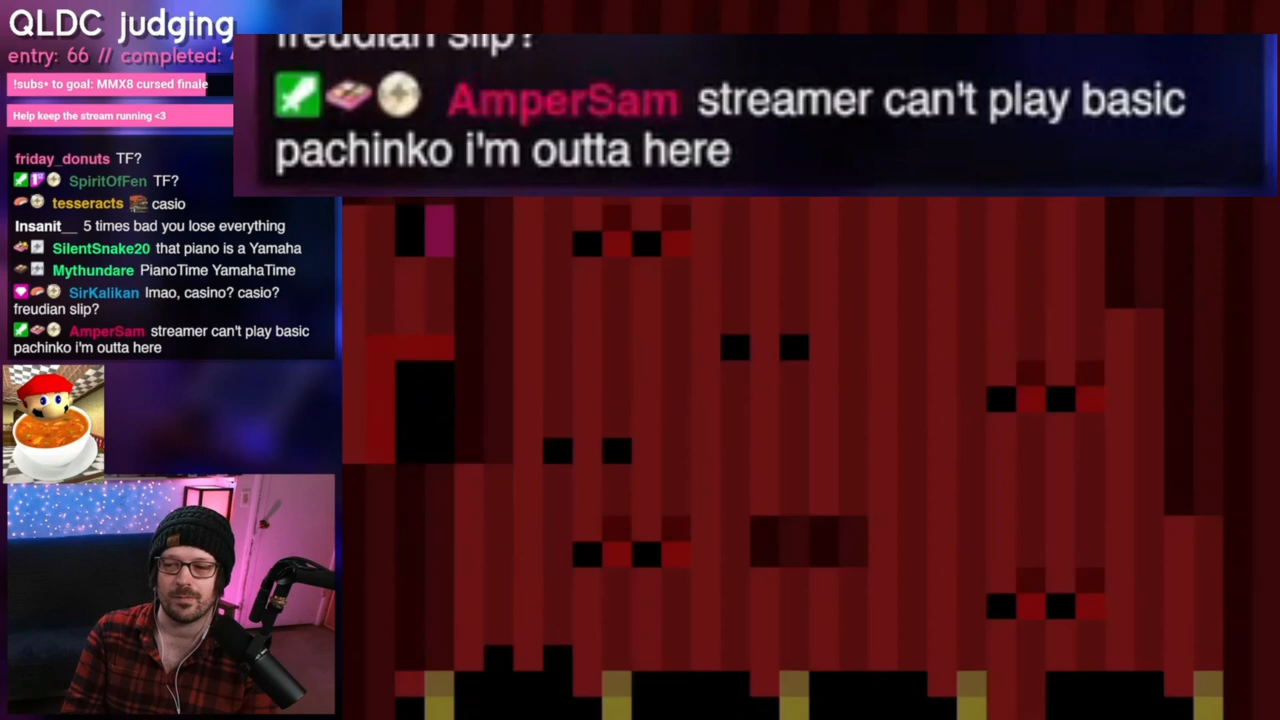 QLDC judging
entry: 66 // completed:
!subs• to goal: MMX8 cursed finale
Help keep the stream running <3
friday_donuts TF?
SpiritOfFen TF?
tesseracts casio
Insanit__ 5 times bad you lose everything
SilentSnake20 that piano is a Yamaha
Mythundare PianoTime YamahaTime
SirKalikan lmao, casino? casio?
freudian slip?
AmperSam streamer can't play basic
pachinko i'm outta here
freudian slip?
AmperSam streamer can't play basic
pachinko i'm outta here